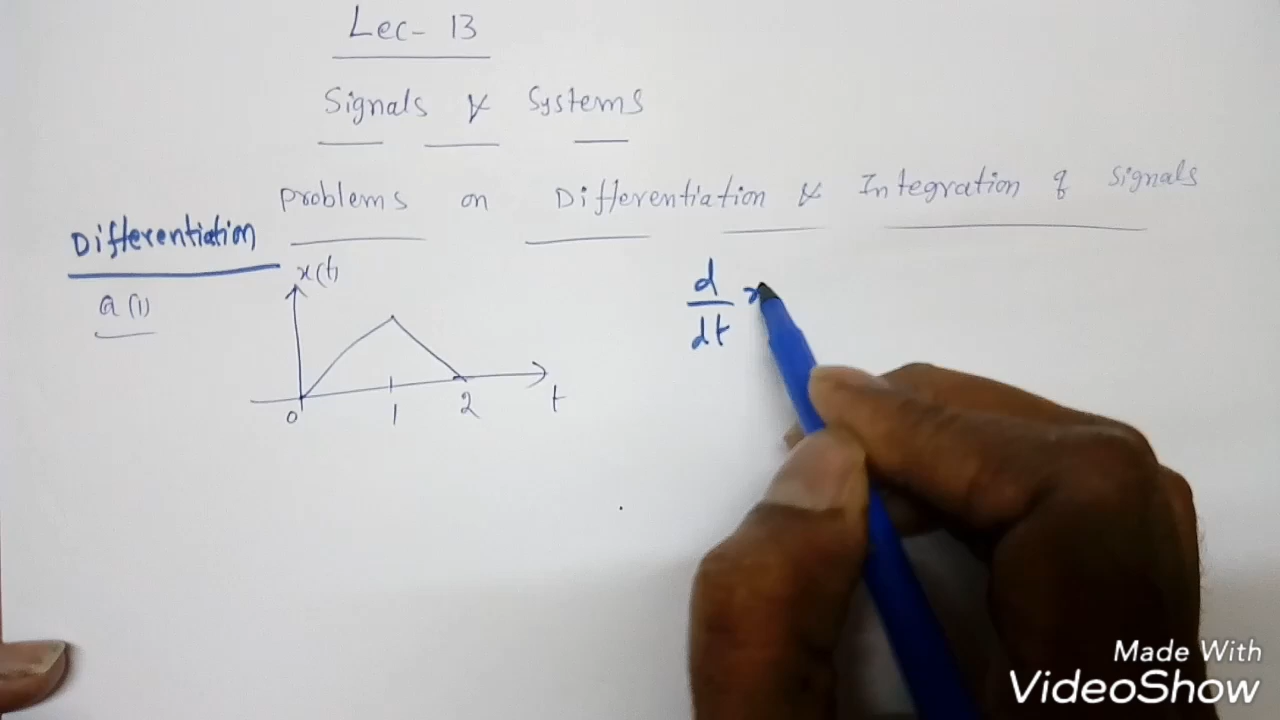 Lec- 13
Signals & Systems
Problems on Differentiation & Integration of Signals
Differentiation
Q (1)
x(t)
0 1 2 t
d
dt
x
Made With
VideoShow